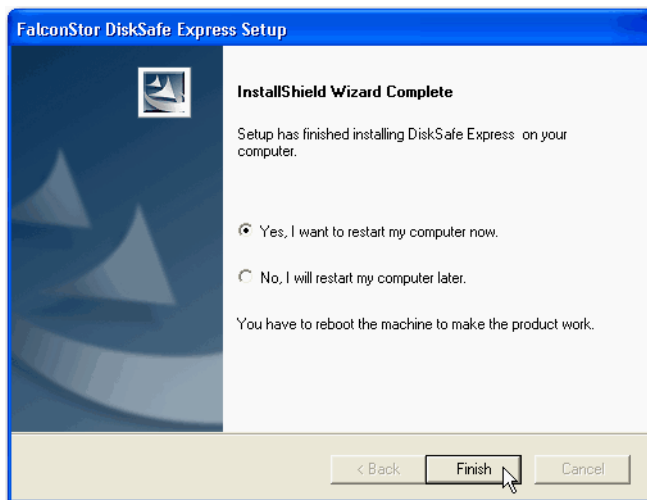 FalconStor DiskSafe Express Setup
InstallShield Wizard Complete
Setup has finished installing DiskSafe Express on your
computer.
Yes, I want to restart my computer now.
No, I will restart my computer later.
You have to reboot the machine to make the product work.
< Back Finish Cancel